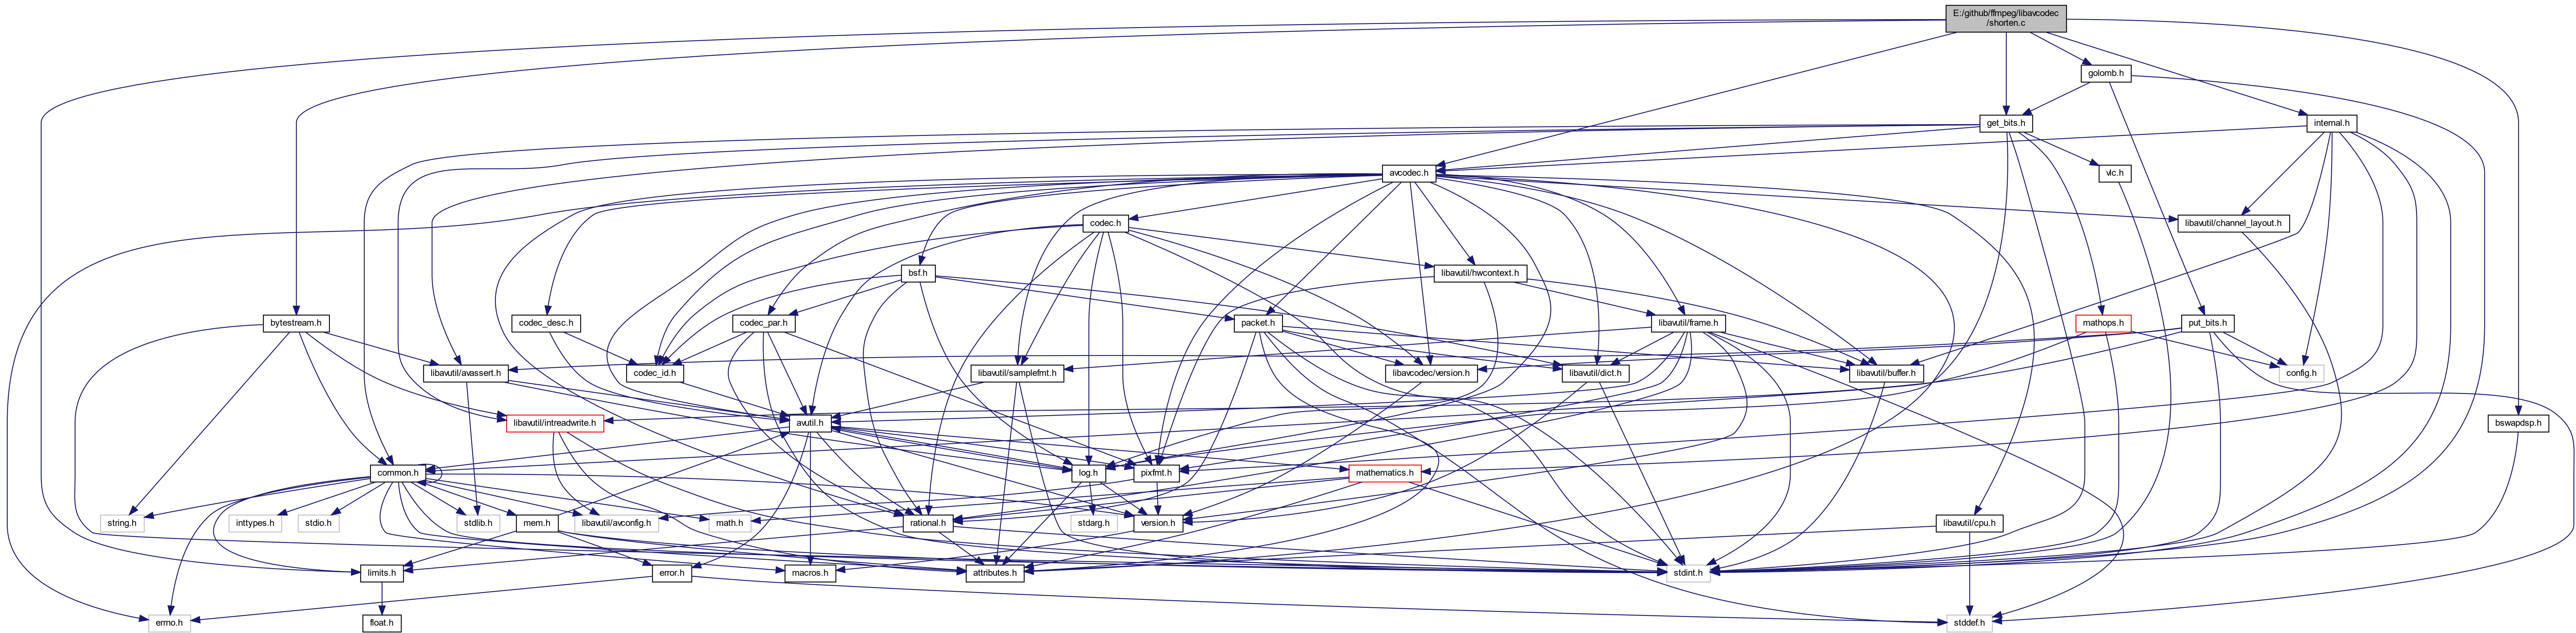 E:/github/ffmpeg/libavcodec
/shorten.c
golomb.h
get_bits.h
internal.h
avcodec.h
vlc.h
codec.h
libavutil/channel_layout.h
bsf.h
libavutil/hwcontext.h
bytestream.h
codec_desc.h
codec_par.h
packet.h
libavutil/frame.h
mathops.h
put_bits.h
libavutil/avassert.h
codec_id.h
libavutil/samplefmt.h
libavcodec/version.h
libavutil/dict.h
libavutil/buffer.h
config.h
libavutil/intreadwrite.h
avutil.h
bswapdsp.h
common.h
log.h
pixfmt.h
mathematics.h
string.h
inttypes.h
stdio.h
stdlib.h
mem.h
libavutil/avconfig.h
math.h
rational.h
stdarg.h
version.h
libavutil/cpu.h
limits.h
error.h
macros.h
attributes.h
stdint.h
errno.h
float.h
stddef.h